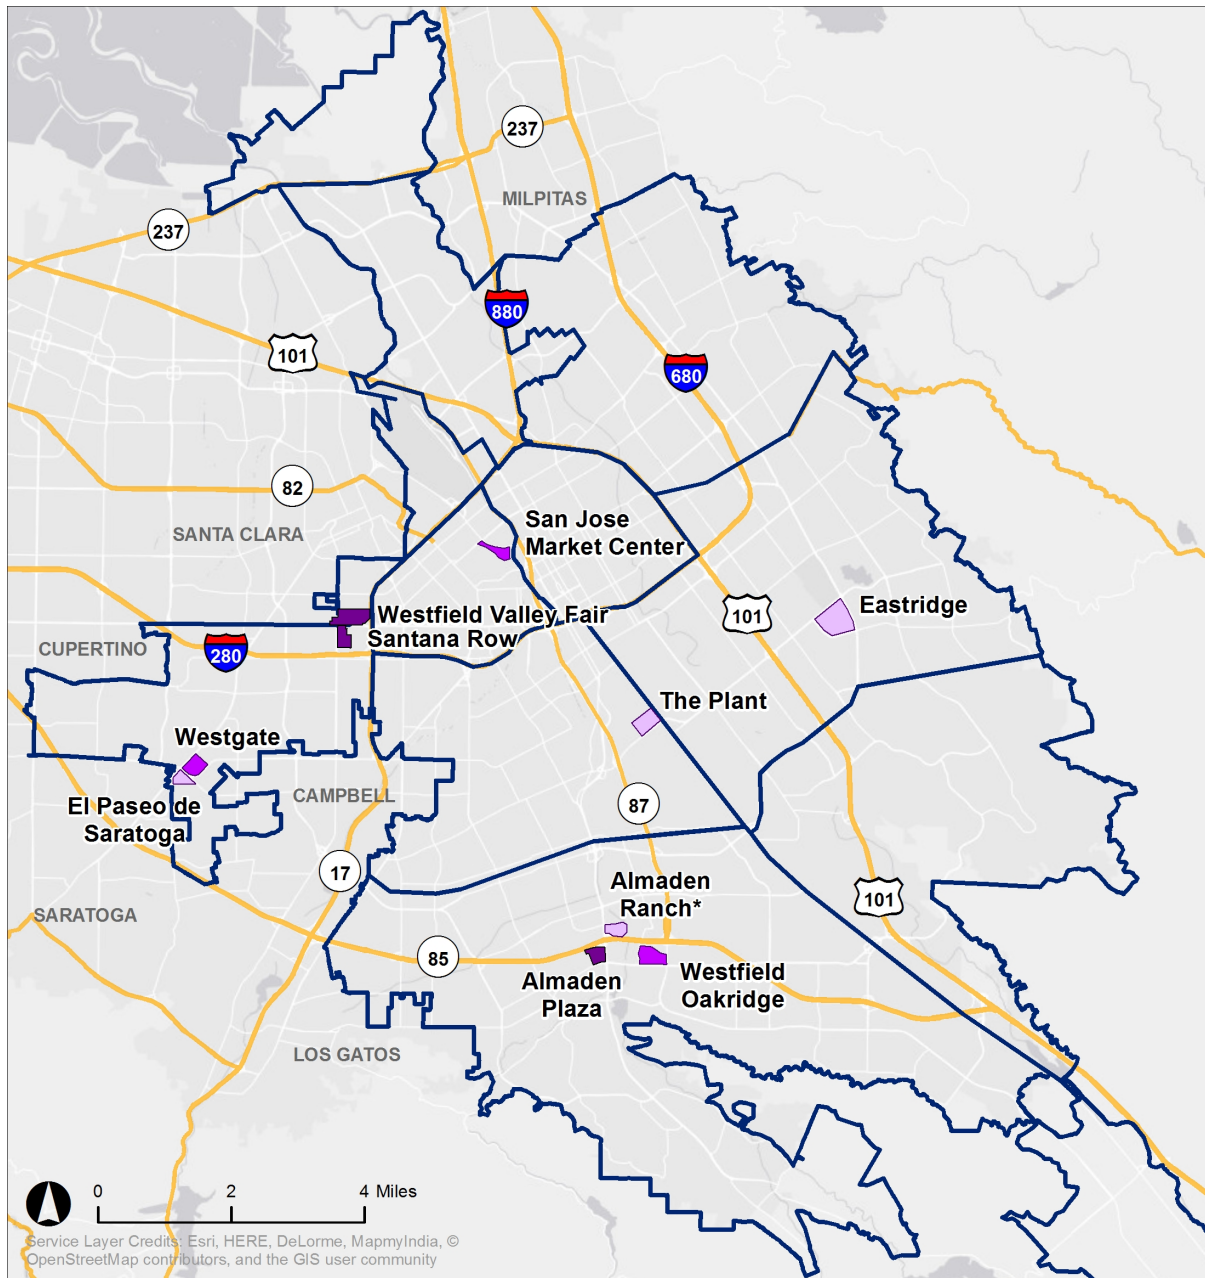 237
MILPITAS
237
880
101
680
82
San Jose
Market Center
SANTA CLARA
Eastridge
101
Westfield Valley Fair
Santana Row
CUPERTINO
280
The Plant
Westgate
El Paseo de
Saratoga
CAMPBELL
87
17
Almaden
Ranch*
101
SARATOGA
85
Almaden
Plaza
Westfield
Oakridge
LOS GATOS
0 2 4 Miles
Service Layer Credits: Esri, HERE, DeLorme, MapmyIndia, ©
OpenStreetMap contributors, and the GIS user community